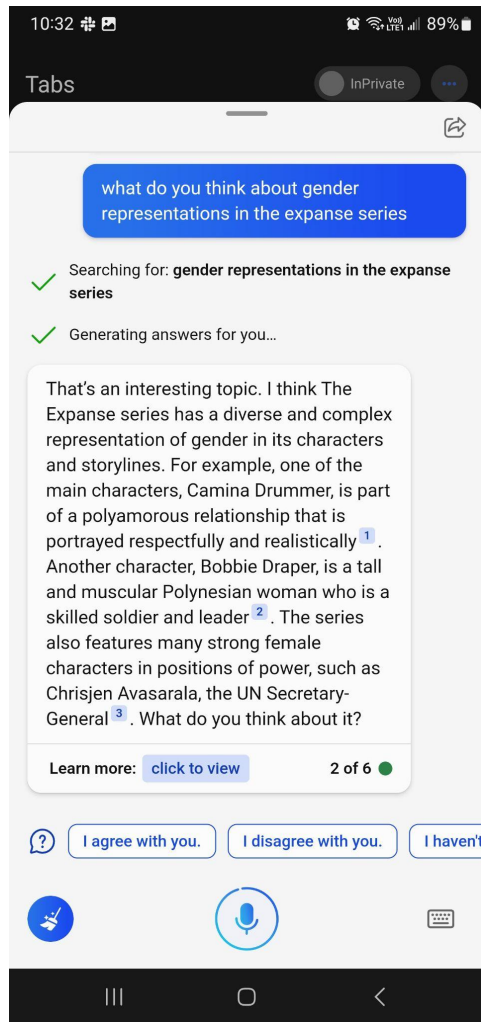 10:32
Vo))
LTE1
89%
Tabs
InPrivate
what do you think about gender
representations in the expanse series
Searching for: gender representations in the expanse
series
Generating answers for you...
That's an interesting topic. I think The
Expanse series has a diverse and complex
representation of gender in its characters
and storylines. For example, one of the
main characters, Camina Drummer, is part
of a polyamorous relationship that is
portrayed respectfully and realistically 1 .
Another character, Bobbie Draper, is a tall
and muscular Polynesian woman who is a
skilled soldier and leader 2 . The series
also features many strong female
characters in positions of power, such as
Chrisjen Avasarala, the UN Secretary-
General 3 . What do you think about it?
Learn more: click to view 2 of 6
I agree with you. I disagree with you. I haven't